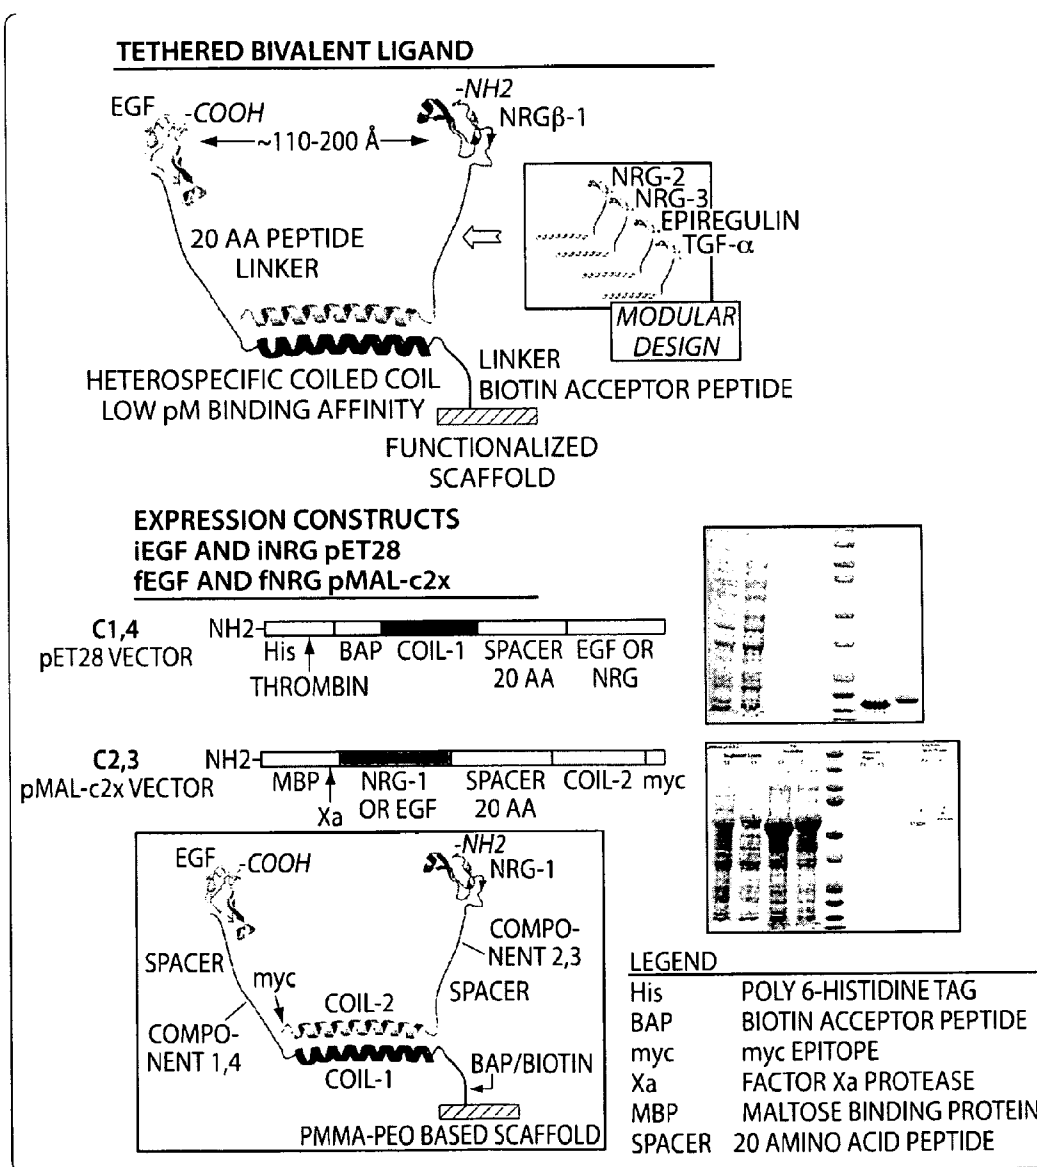 TETHERED BIVALENT LIGAND
EGF
-COOH
-NH2
NRGβ-1
~110-200 Å
NRG-2
NRG-3
EPIREGULIN
TGF-α
20 AA PEPTIDE
LINKER
MODULAR
DESIGN
HETEROSPECIFIC COILED COIL
LOW pM BINDING AFFINITY
LINKER
BIOTIN ACCEPTOR PEPTIDE
FUNCTIONALIZED
SCAFFOLD
EXPRESSION CONSTRUCTS
iEGF AND iNRG pET28
fEGF AND fNRG pMAL-c2x
C1,4
pET28 VECTOR
NH2-
His
BAP
COIL-1
SPACER
20 AA
EGF OR
NRG
THROMBIN
C2,3
pMAL-c2x VECTOR
NH2-
MBP
Xa
NRG-1
OR EGF
SPACER
20 AA
COIL-2
myc
EGF
-COOH
-NH2
NRG-1
SPACER
myc
COMPO-
NENT 2,3
SPACER
COIL-2
COMPO-
NENT 1,4
COIL-1
BAP/BIOTIN
PMMA-PEO BASED SCAFFOLD
LEGEND
His POLY 6-HISTIDINE TAG
BAP BIOTIN ACCEPTOR PEPTIDE
myc myc EPITOPE
Xa FACTOR Xa PROTEASE
MBP MALTOSE BINDING PROTEIN
SPACER 20 AMINO ACID PEPTIDE